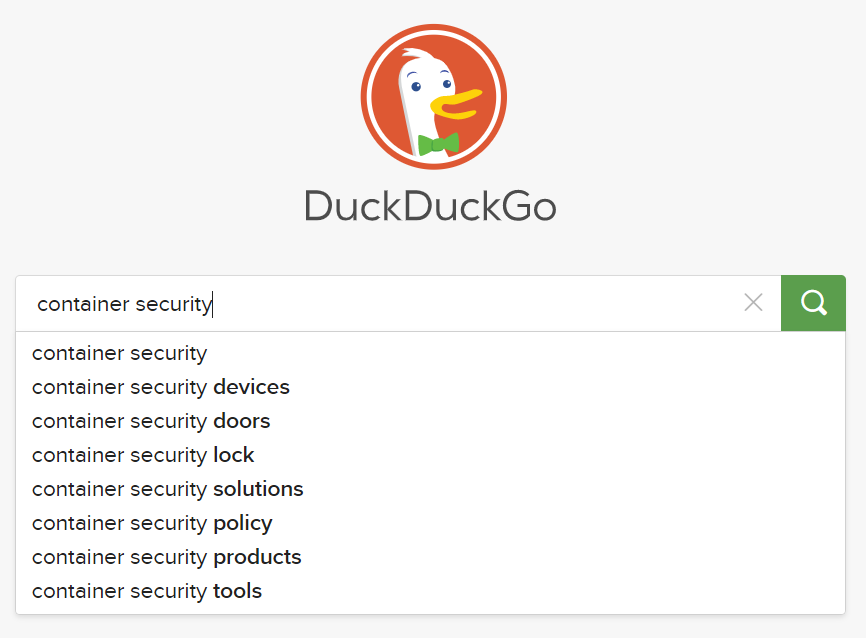 DuckDuckGo
container security
container security
container security devices
container security doors
container security lock
container security solutions
container security policy
container security products
container security tools